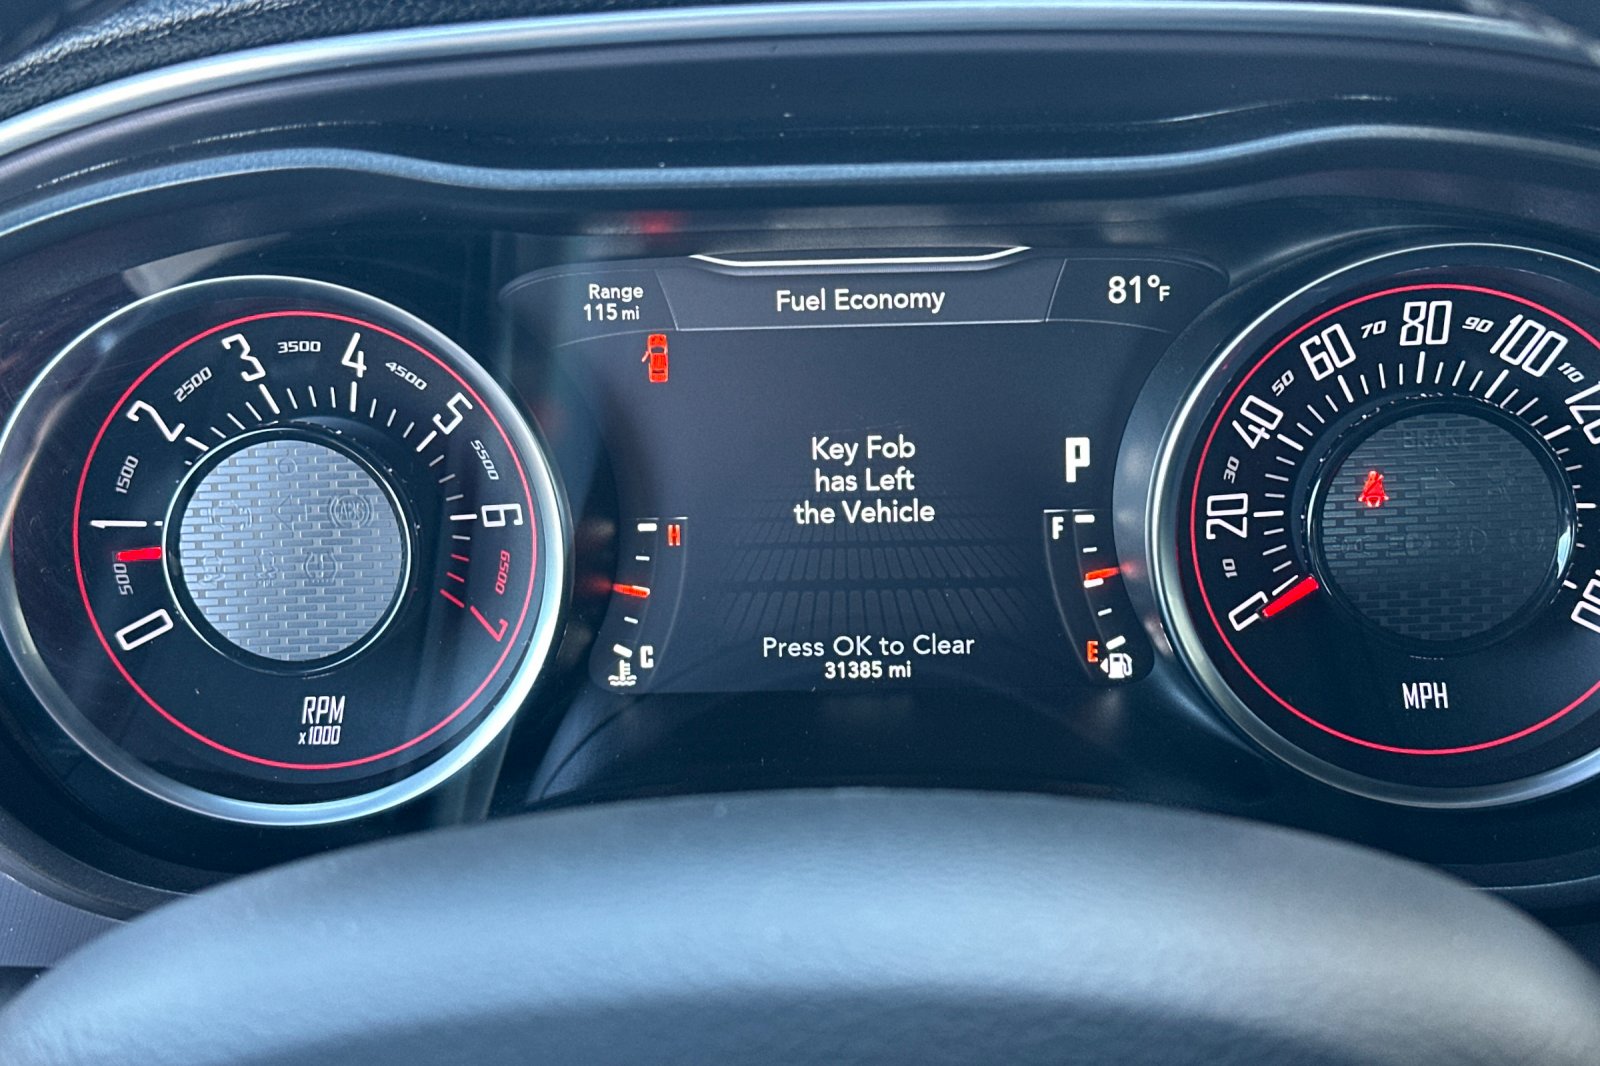 Range
115 mi
Fuel Economy
81°F
Key Fob
has Left
the Vehicle
P
H
C
F
E
Press OK to Clear
31385 mi
0
500
1
1500
2
2500
3
3500
4
4500
5
5500
6
6500
7
RPM
x1000
ABS
0
10
20
30
40
50
60
70
80
90
100
110
BRAKE
MPH